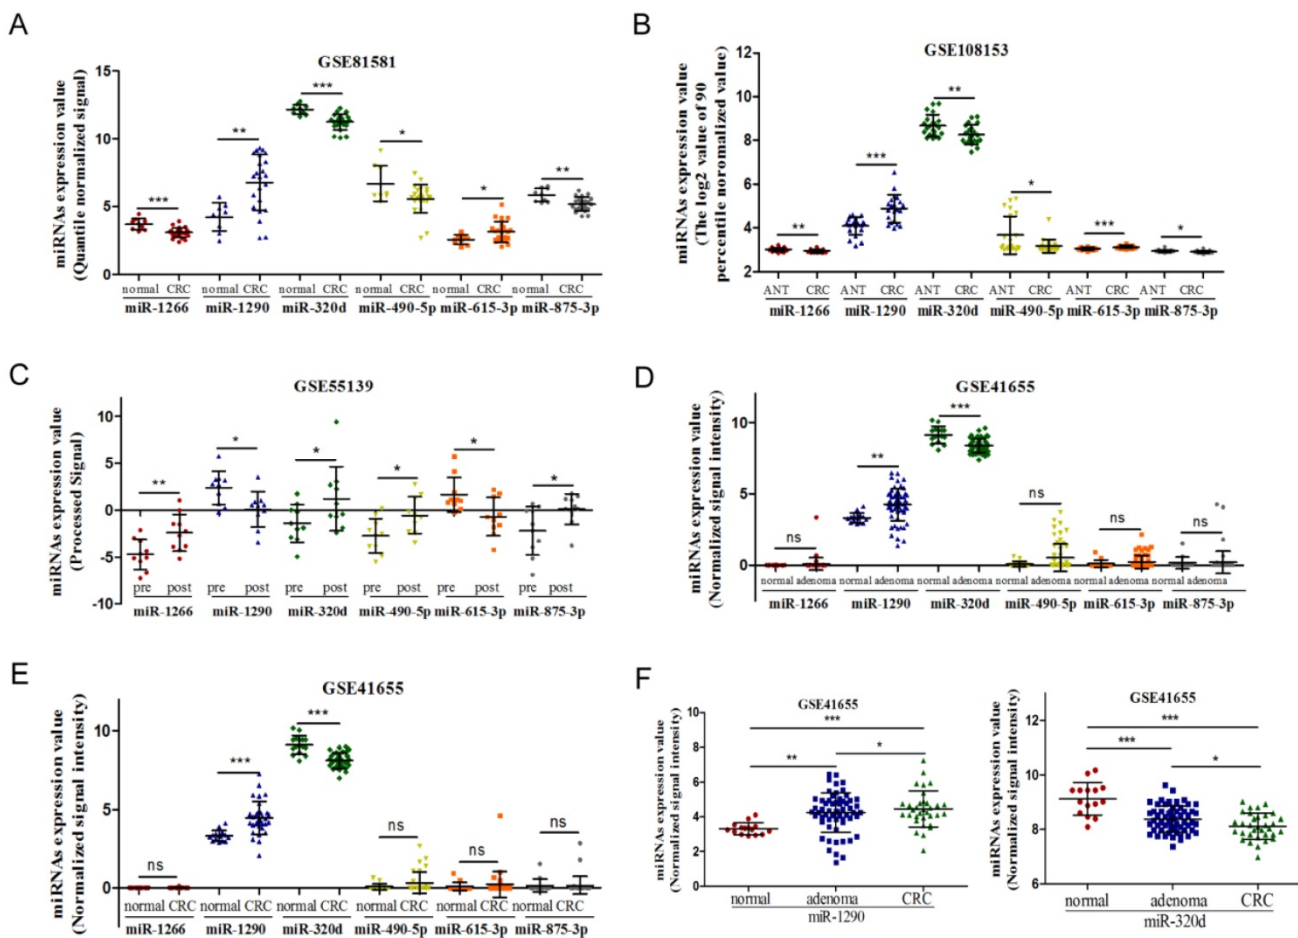 A
GSE81581
miRNAs expression value
(Quantile normalized signal)
15
10
5
0
***
**
***
*
*
**
normal CRC normal CRC normal CRC normal CRC normal CRC normal CRC
miR-1266 miR-1290 miR-320d miR-490-5p miR-615-3p miR-875-3p
B
GSE108153
miRNAs expression value
(The log2 value of 90
percentile noromalized value)
12
10
8
6
4
2
**
***
**
*
***
*
ANT CRC ANT CRC ANT CRC ANT CRC ANT CRC ANT CRC
miR-1266 miR-1290 miR-320d miR-490-5p miR-615-3p miR-875-3p
C
GSE55139
miRNAs expression value
(Processed Signal)
10
5
0
-5
-10
**
*
*
*
*
*
pre post pre post pre post pre post pre post pre post
miR-1266 miR-1290 miR-320d miR-490-5p miR-615-3p miR-875-3p
D
GSE41655
miRNAs expression value
(Normalized signal intensity)
10
5
0
ns
**
***
ns
ns
ns
normal adenoma normal adenoma normal adenoma normal adenoma normal adenoma normal adenoma
miR-1266 miR-1290 miR-320d miR-490-5p miR-615-3p miR-875-3p
E
GSE41655
miRNAs expression value
(Normalized signal intensity)
10
5
0
ns
***
***
ns
ns
ns
normal CRC normal CRC normal CRC normal CRC normal CRC normal CRC
miR-1266 miR-1290 miR-320d miR-490-5p miR-615-3p miR-875-3p
F
GSE41655
miRNAs expression value
(Normalized signal intensity)
10
8
6
4
2
0
***
**
*
normal adenoma CRC
miR-1290
GSE41655
miRNAs expression value
(Normalized signal intensity)
12
10
8
6
***
***
*
normal adenoma CRC
miR-320d